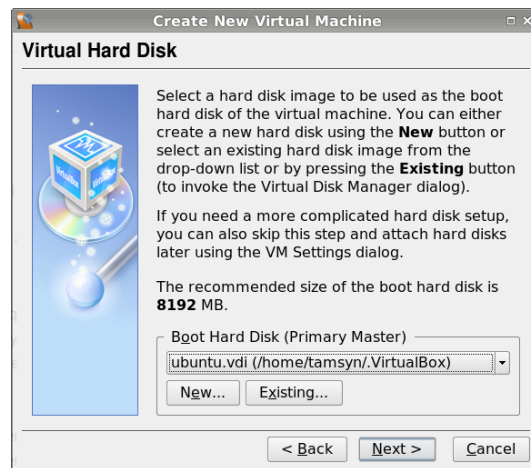 Create New Virtual Machine
Virtual Hard Disk
Select a hard disk image to be used as the boot
hard disk of the virtual machine. You can either
create a new hard disk using the New button or
select an existing hard disk image from the
drop-down list or by pressing the Existing button
(to invoke the Virtual Disk Manager dialog).
If you need a more complicated hard disk setup,
you can also skip this step and attach hard disks
later using the VM Settings dialog.
The recommended size of the boot hard disk is
8192 MB.
Boot Hard Disk (Primary Master)
ubuntu.vdi (/home/tamsyn/.VirtualBox)
New... Existing...
< Back Next > Cancel